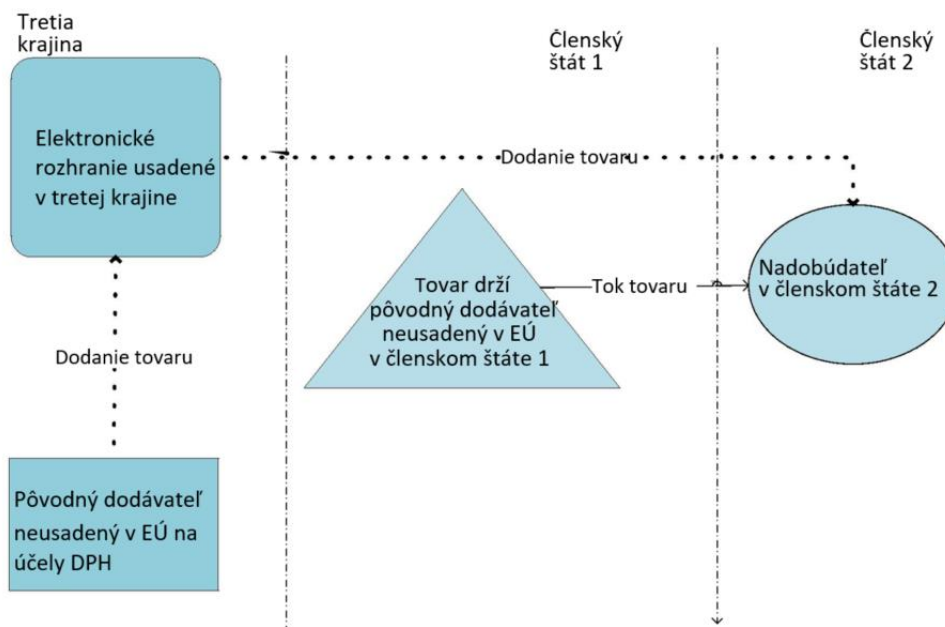 Tretia
krajina
Členský
štát 1
Členský
štát 2
Elektronické
rozhranie usadené
v tretej krajine
Dodanie tovaru
Tovar drží
pôvodný dodávateľ
neusadený v EÚ
v členskom štáte 1
Tok tovaru
Nadobúdateľ
v členskom štáte 2
Dodanie tovaru
Pôvodný dodávateľ
neusadený v EÚ na
účely DPH